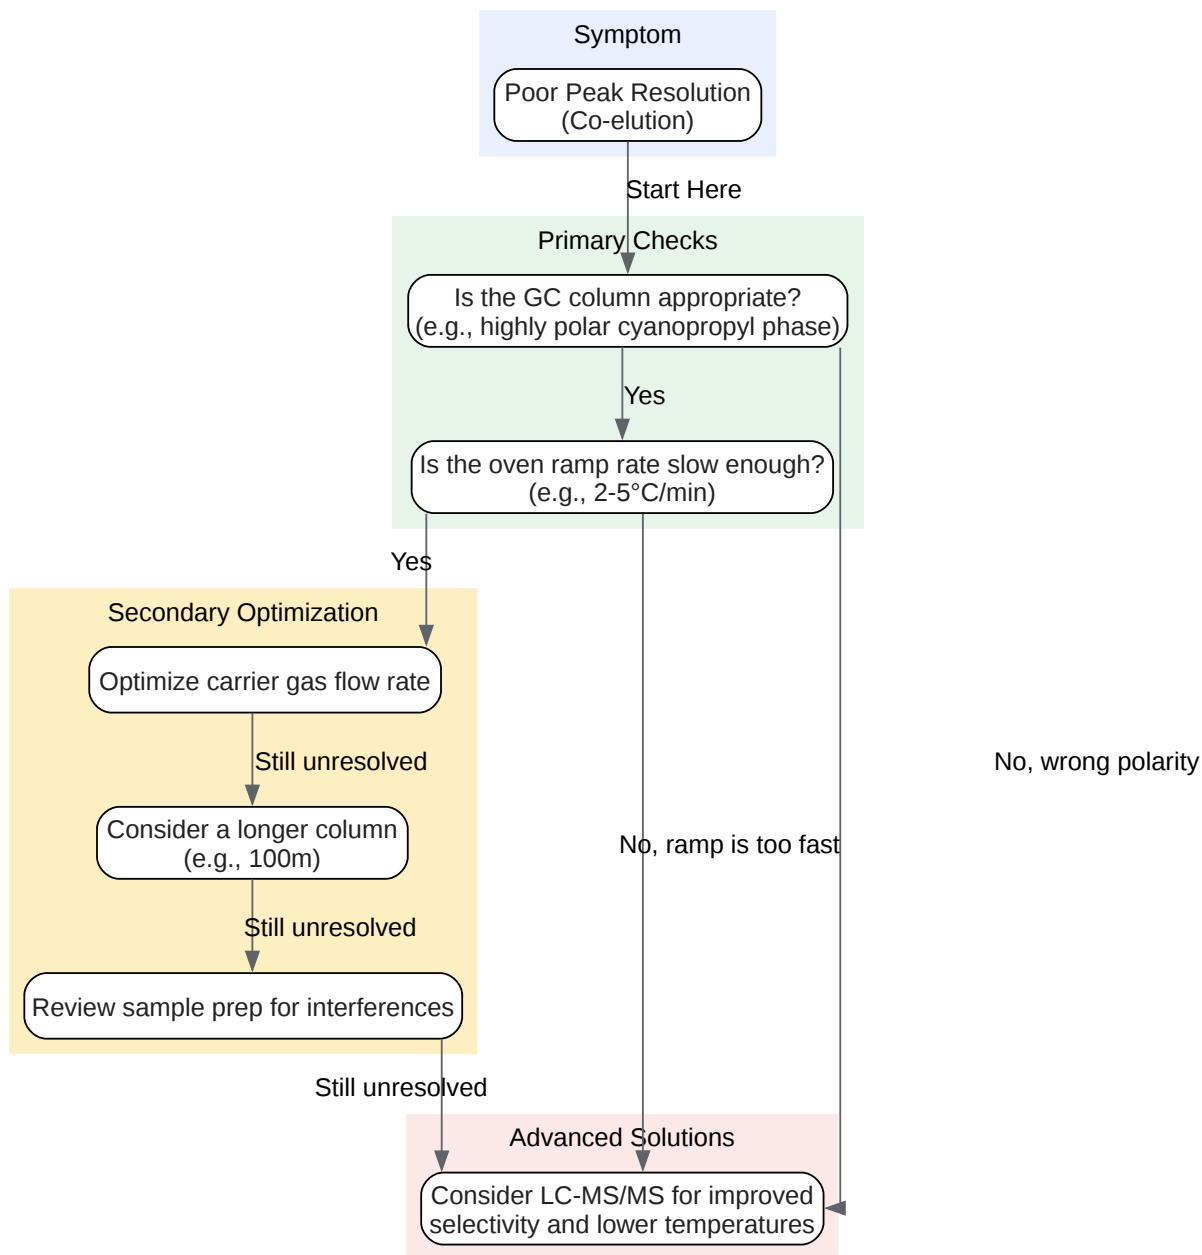 Symptom
Poor Peak Resolution
(Co-elution)
Start Here
Primary Checks
Is the GC column appropriate?
(e.g., highly polar cyanopropyl phase)
Yes
Is the oven ramp rate slow enough?
(e.g., 2-5°C/min)
Yes
Secondary Optimization
Optimize carrier gas flow rate
Still unresolved
No, wrong polarity
Consider a longer column
(e.g., 100m)
No, ramp is too fast
Still unresolved
Review sample prep for interferences
Still unresolved
Advanced Solutions
Consider LC-MS/MS for improved
selectivity and lower temperatures